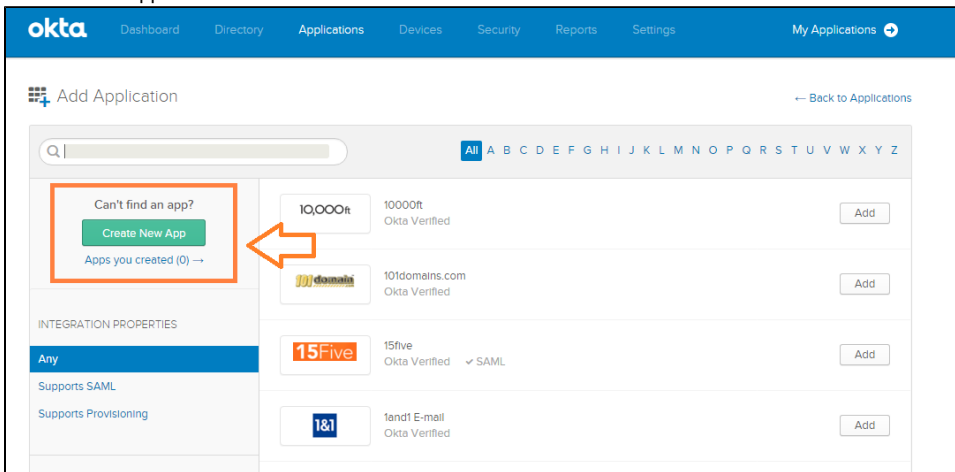 okta Dashboard Directory Applications Devices Security Reports Settings My Applications
Add Application
← Back to Applications
All A B C D E F G H I J K L M N O P Q R S T U V W X Y Z
Can't find an app?
Create New App
Apps you created (0) →
INTEGRATION PROPERTIES
Any
Supports SAML
Supports Provisioning
10,000ft
10000ft
Okta Verified
Add
101domain
101domains.com
Okta Verified
Add
15Five
15five
Okta Verified ✓ SAML
Add
1&1
1and1 E-mail
Okta Verified
Add